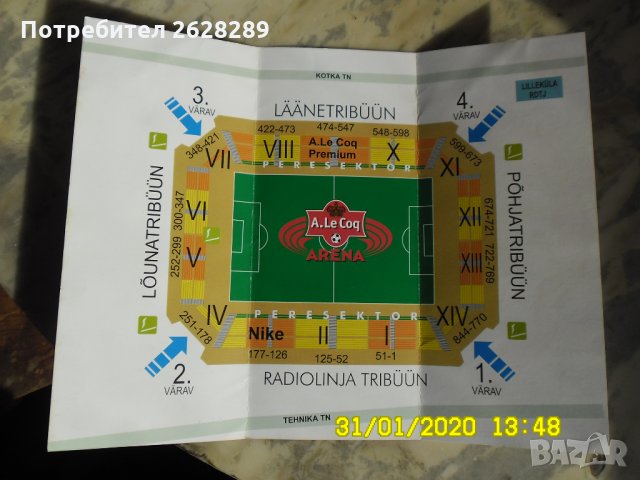 Потребител 2628289
KOTKA TN
LILLEKÜLA
RDTJ
3.
VÄRAV
LÄÄNETRIBÜÜN
4.
VÄRAV
422-473
474-547
548-598
348-421
598-673
VII
VIII
A.Le Coq
Premium
X
XI
PERESEKTOR
LÕUNATRIBÜÜN
300-347
VI
A.Le Coq
ARENA
XII
674-721
PÕHJATRIBÜÜN
252-299
V
XIII
722-769
251-178
IV
PERESEKTOR
XIV
844-770
Nike
II
I
177-126
125-52
51-1
2.
VÄRAV
RADIOLINJA TRIBÜÜN
1.
VÄRAV
TEHNIKA TN
31/01/2020 13:48
BAZAR